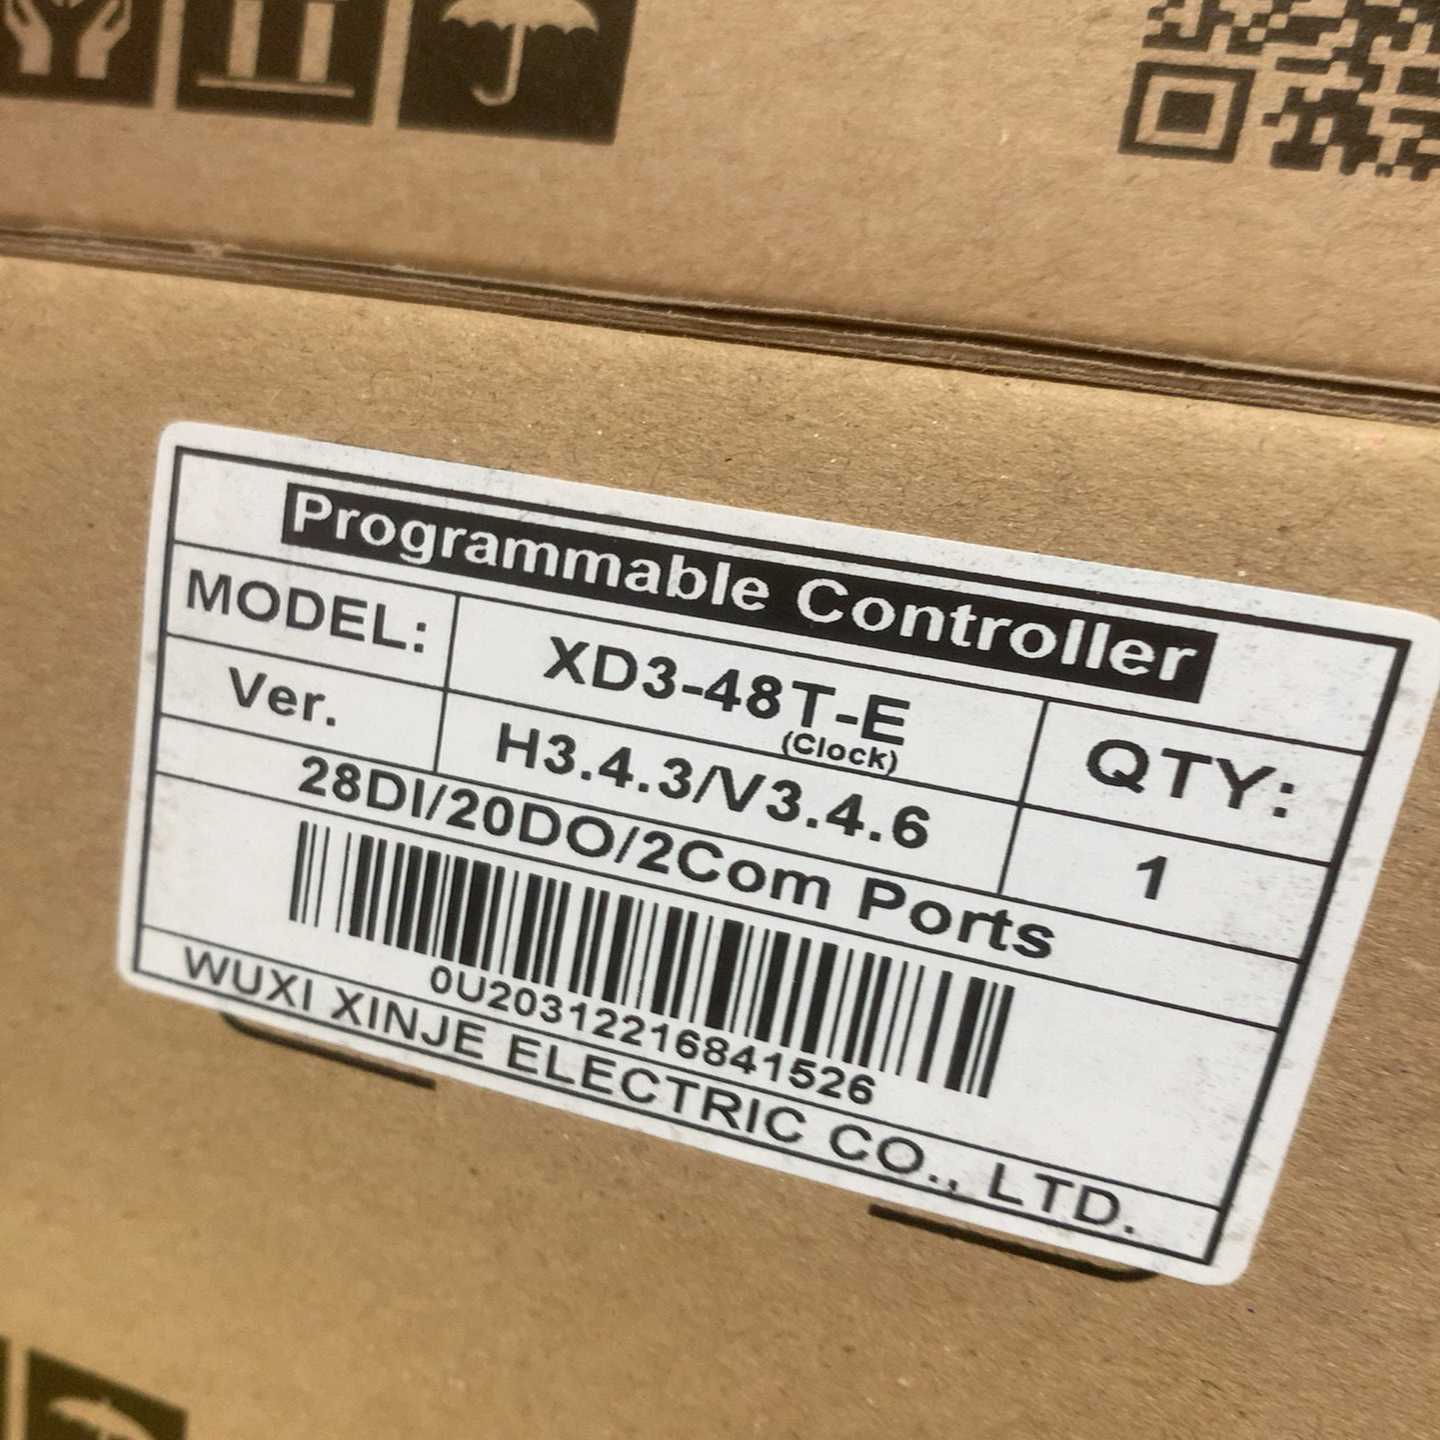 Programmable Controller
MODEL: XD3-48T-E QTY:
(Clock)
Ver. H3.4.3/V3.4.6 1
28DI/20DO/2Com Ports
0U20312216841526
WUXI XINJE ELECTRIC CO., LTD.